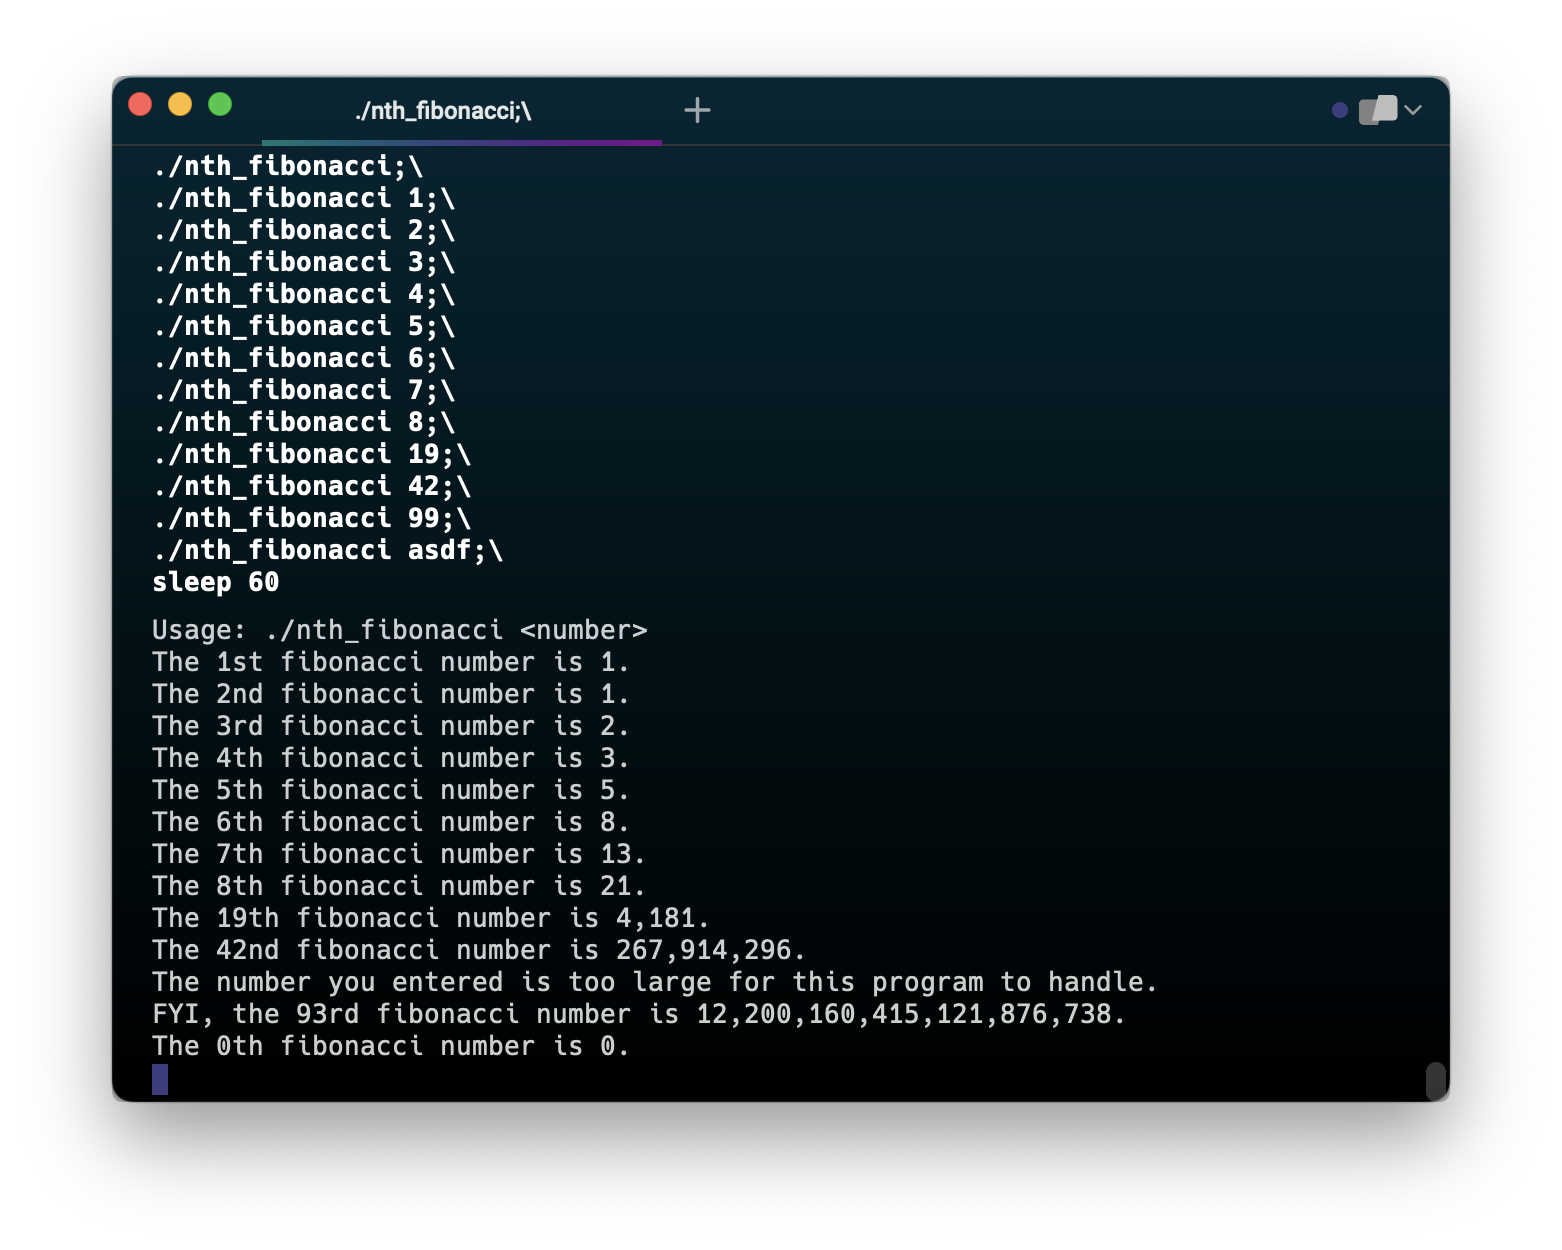 ./nth_fibonacci;\
./nth_fibonacci;\
./nth_fibonacci 1;\
./nth_fibonacci 2;\
./nth_fibonacci 3;\
./nth_fibonacci 4;\
./nth_fibonacci 5;\
./nth_fibonacci 6;\
./nth_fibonacci 7;\
./nth_fibonacci 8;\
./nth_fibonacci 19;\
./nth_fibonacci 42;\
./nth_fibonacci 99;\
./nth_fibonacci asdf;\
sleep 60
Usage: ./nth_fibonacci <number>
The 1st fibonacci number is 1.
The 2nd fibonacci number is 1.
The 3rd fibonacci number is 2.
The 4th fibonacci number is 3.
The 5th fibonacci number is 5.
The 6th fibonacci number is 8.
The 7th fibonacci number is 13.
The 8th fibonacci number is 21.
The 19th fibonacci number is 4,181.
The 42nd fibonacci number is 267,914,296.
The number you entered is too large for this program to handle.
FYI, the 93rd fibonacci number is 12,200,160,415,121,876,738.
The 0th fibonacci number is 0.